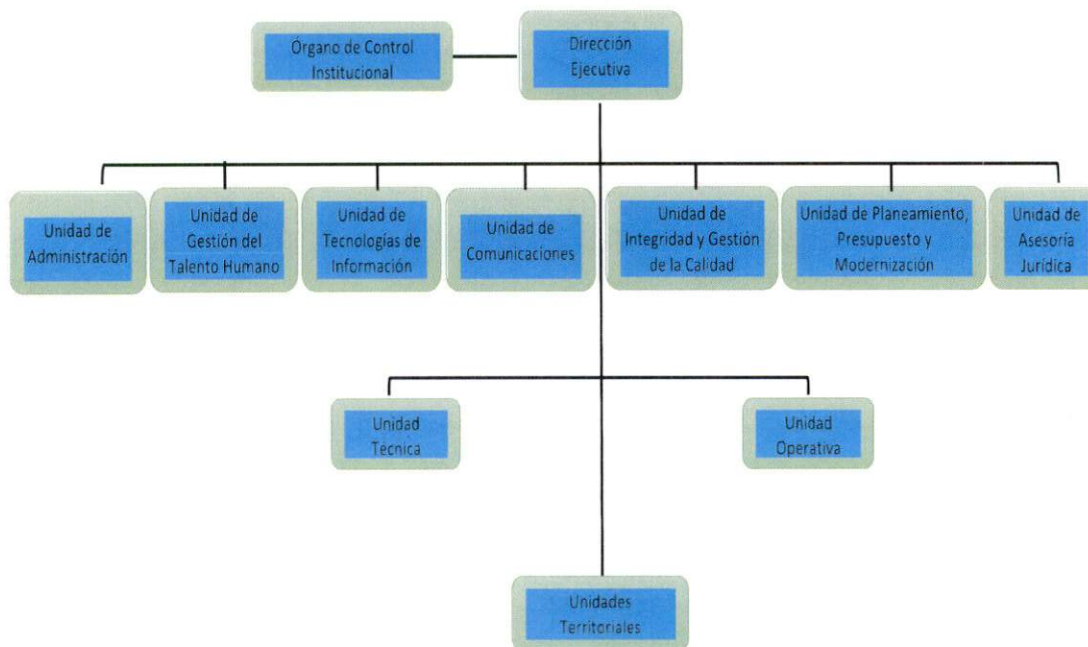 Órgano de Control
Institucional
Dirección
Ejecutiva
Unidad de
Administración
Unidad de
Gestión del
Talento Humano
Unidad de
Tecnologías de
Información
Unidad de
Comunicaciones
Unidad de
Integridad y Gestión
de la Calidad
Unidad de Planeamiento,
Presupuesto y
Modernización
Unidad de
Asesoría
Jurídica
Unidad
Técnica
Unidad
Operativa
Unidades
Territoriales